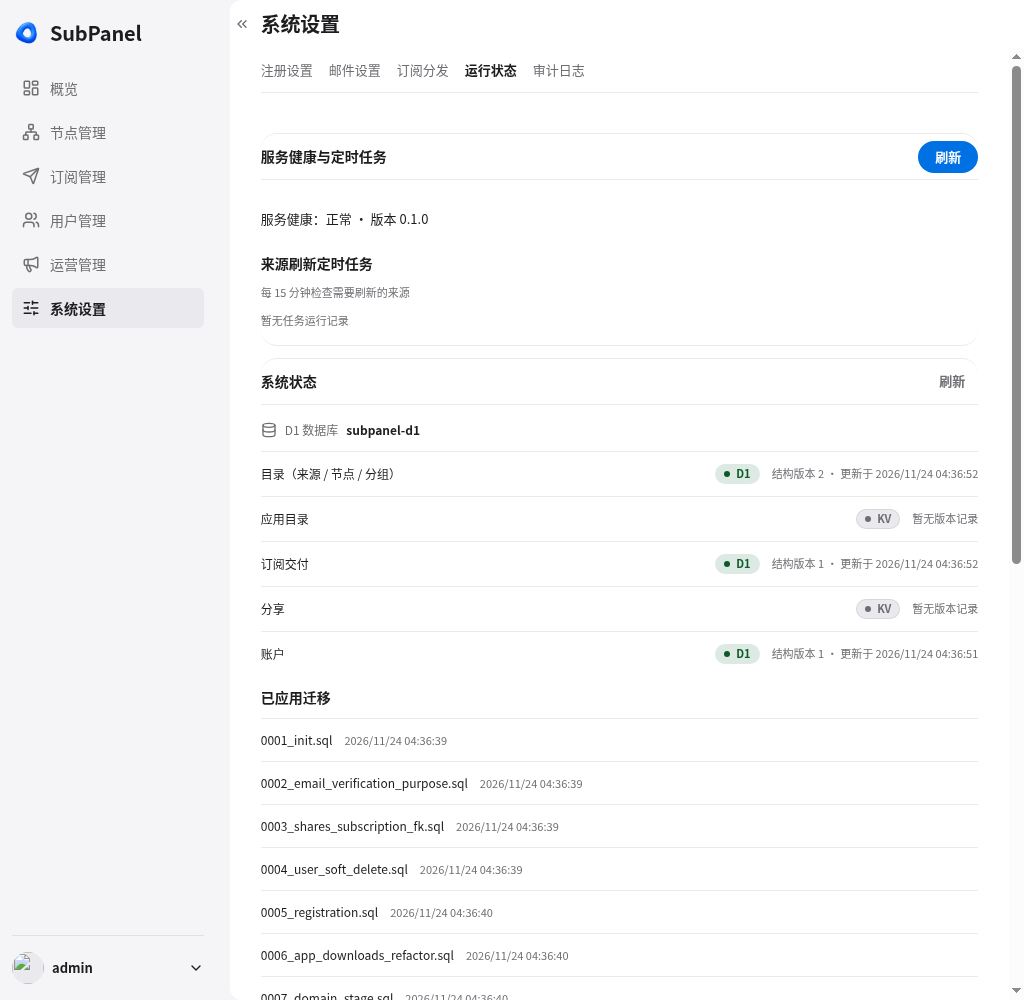 SubPanel
概览
节点管理
订阅管理
用户管理
运营管理
系统设置
admin
系统设置
注册设置 邮件设置 订阅分发 运行状态 审计日志
服务健康与定时任务 刷新
服务健康：正常 · 版本 0.1.0
来源刷新定时任务
每 15 分钟检查需要刷新的来源
暂无任务运行记录
系统状态 刷新
D1 数据库 subpanel-d1
目录（来源 / 节点 / 分组） D1 结构版本 2 · 更新于 2026/11/24 04:36:52
应用目录 KV 暂无版本记录
订阅交付 D1 结构版本 1 · 更新于 2026/11/24 04:36:52
分享 KV 暂无版本记录
账户 D1 结构版本 1 · 更新于 2026/11/24 04:36:51
已应用迁移
0001_init.sql 2026/11/24 04:36:39
0002_email_verification_purpose.sql 2026/11/24 04:36:39
0003_shares_subscription_fk.sql 2026/11/24 04:36:39
0004_user_soft_delete.sql 2026/11/24 04:36:39
0005_registration.sql 2026/11/24 04:36:40
0006_app_downloads_refactor.sql 2026/11/24 04:36:40
0007_domain_stage.sql 2026/11/24 04:36:40